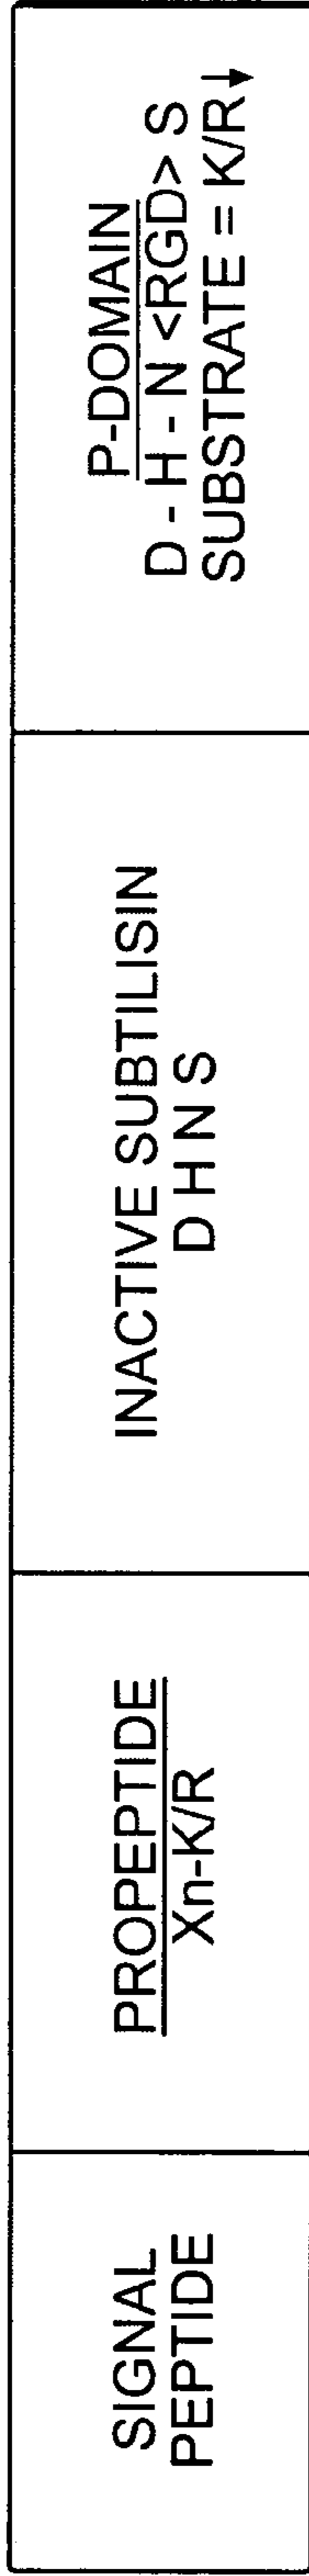 SIGNAL
PEPTIDE
PROPEPTIDE
Xn-K/R
INACTIVE SUBTILISIN
D H N S
P-DOMAIN
D - H - N <RGD> S
SUBSTRATE = K/R↓